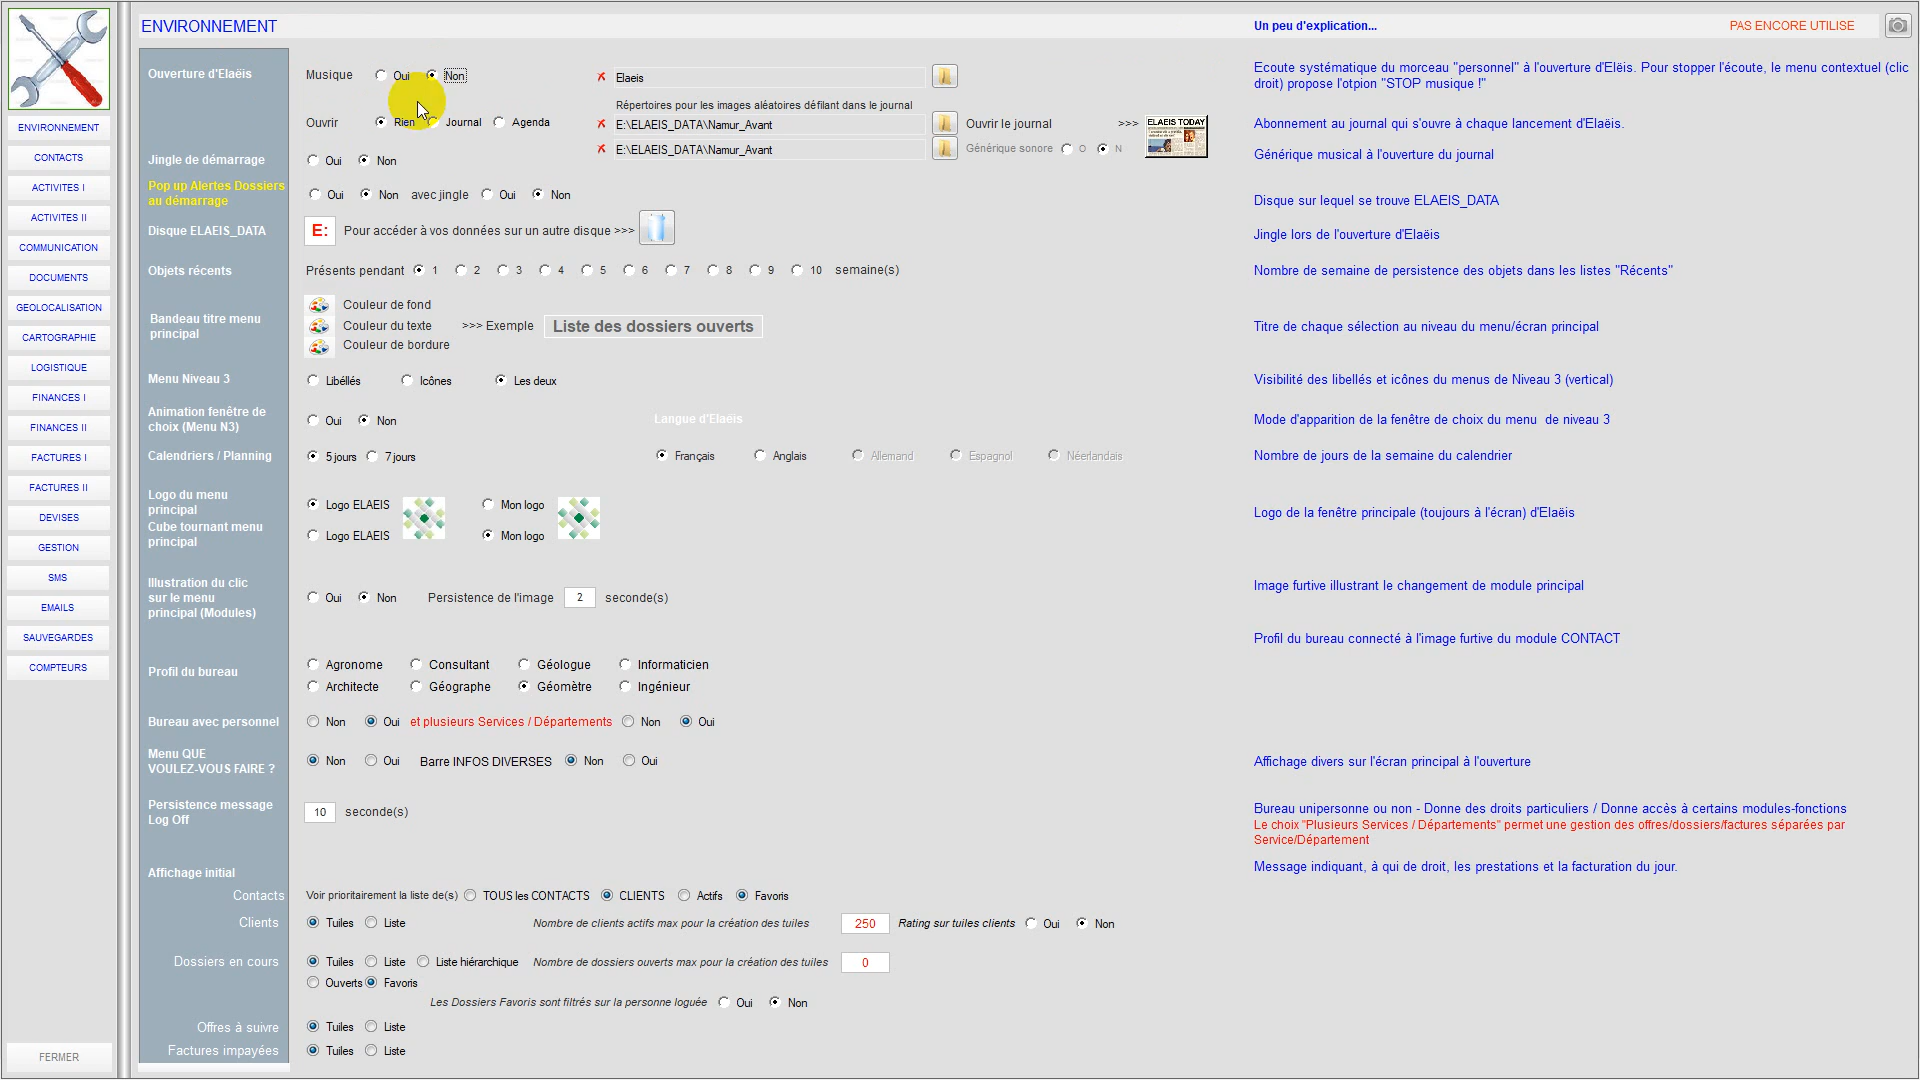 ENVIRONNEMENT
Un peu d'explication...
PAS ENCORE UTILISE
ENVIRONNEMENT
CONTACTS
ACTIVITES I
ACTIVITES II
COMMUNICATION
DOCUMENTS
GEOLOCALISATION
CARTOGRAPHIE
LOGISTIQUE
FINANCES I
FINANCES II
FACTURES I
FACTURES II
DEVISES
GESTION
SMS
EMAILS
SAUVEGARDES
COMPTEURS
FERMER
Ouverture d'Elaëis
Musique Oui Non
Elaeis
Répertoires pour les images aléatoires défilant dans le journal
Ouvrir Rien Journal Agenda
E:\ELAEIS_DATA\Namur_Avant
Ouvrir le journal >>>
ELAEIS TODAY
E:\ELAEIS_DATA\Namur_Avant
Générique sonore O N
Jingle de démarrage Oui Non
Pop up Alertes Dossiers
au démarrage
Oui Non avec jingle Oui Non
Disque ELAEIS_DATA E: Pour accéder à vos données sur un autre disque >>>
Objets récents Présents pendant 1 2 3 4 5 6 7 8 9 10 semaine(s)
Bandeau titre menu
principal
Couleur de fond
Couleur du texte >>> Exemple Liste des dossiers ouverts
Couleur de bordure
Menu Niveau 3 Libéllés Icônes Les deux
Animation fenêtre de
choix (Menu N3)
Oui Non
Langue d'Elaëis
Calendriers / Planning 5 jours 7 jours
Français Anglais Allemand Espagnol Néerlandais
Logo du menu
principal
Logo ELAEIS Mon logo
Cube tournant menu
principal
Logo ELAEIS Mon logo
Illustration du clic
sur le menu
principal (Modules)
Oui Non Persistence de l'image 2 seconde(s)
Profil du bureau
Agronome Consultant Géologue Informaticien
Architecte Géographe Géomètre Ingénieur
Bureau avec personnel Non Oui et plusieurs Services / Départements Non Oui
Menu QUE
VOULEZ-VOUS FAIRE ?
Non Oui Barre INFOS DIVERSES Non Oui
Persistence message
Log Off
10 seconde(s)
Affichage initial
Contacts Voir prioritairement la liste de(s) TOUS les CONTACTS CLIENTS Actifs Favoris
Clients Tuiles Liste Nombre de clients actifs max pour la création des tuiles 250 Rating sur tuiles clients Oui Non
Dossiers en cours Tuiles Liste Liste hiérarchique Nombre de dossiers ouverts max pour la création des tuiles 0
Ouverts Favoris
Les Dossiers Favoris sont filtrés sur la personne loguée Oui Non
Offres à suivre Tuiles Liste
Factures impayées Tuiles Liste
Ecoute systématique du morceau "personnel" à l'ouverture d'Elëis. Pour stopper l'écoute, le menu contextuel (clic
droit) propose l'otpion "STOP musique !"
Abonnement au journal qui s'ouvre à chaque lancement d'Elaëis.
Générique musical à l'ouverture du journal
Disque sur lequel se trouve ELAEIS_DATA
Jingle lors de l'ouverture d'Elaëis
Nombre de semaine de persistence des objets dans les listes "Récents"
Titre de chaque sélection au niveau du menu/écran principal
Visibilité des libellés et icônes du menus de Niveau 3 (vertical)
Mode d'apparition de la fenêtre de choix du menu de niveau 3
Nombre de jours de la semaine du calendrier
Logo de la fenêtre principale (toujours à l'écran) d'Elaëis
Image furtive illustrant le changement de module principal
Profil du bureau connecté à l'image furtive du module CONTACT
Affichage divers sur l'écran principal à l'ouverture
Bureau unipersonne ou non - Donne des droits particuliers / Donne accès à certains modules-fonctions
Le choix "Plusieurs Services / Départements" permet une gestion des offres/dossiers/factures séparées par
Service/Département
Message indiquant, à qui de droit, les prestations et la facturation du jour.